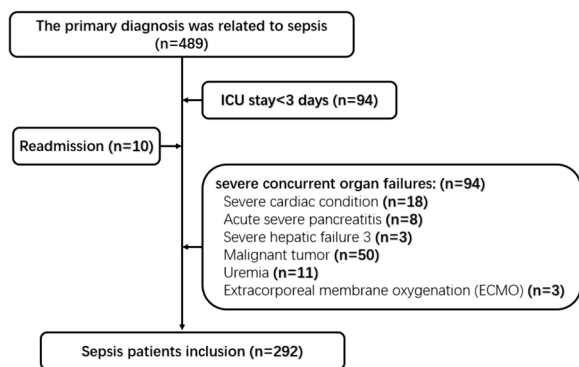 The primary diagnosis was related to sepsis
(n=489)
ICU stay<3 days (n=94)
Readmission (n=10)
severe concurrent organ failures: (n=94)
Severe cardiac condition (n=18)
Acute severe pancreatitis (n=8)
Severe hepatic failure 3 (n=3)
Malignant tumor (n=50)
Uremia (n=11)
Extracorporeal membrane oxygenation (ECMO) (n=3)
Sepsis patients inclusion (n=292)